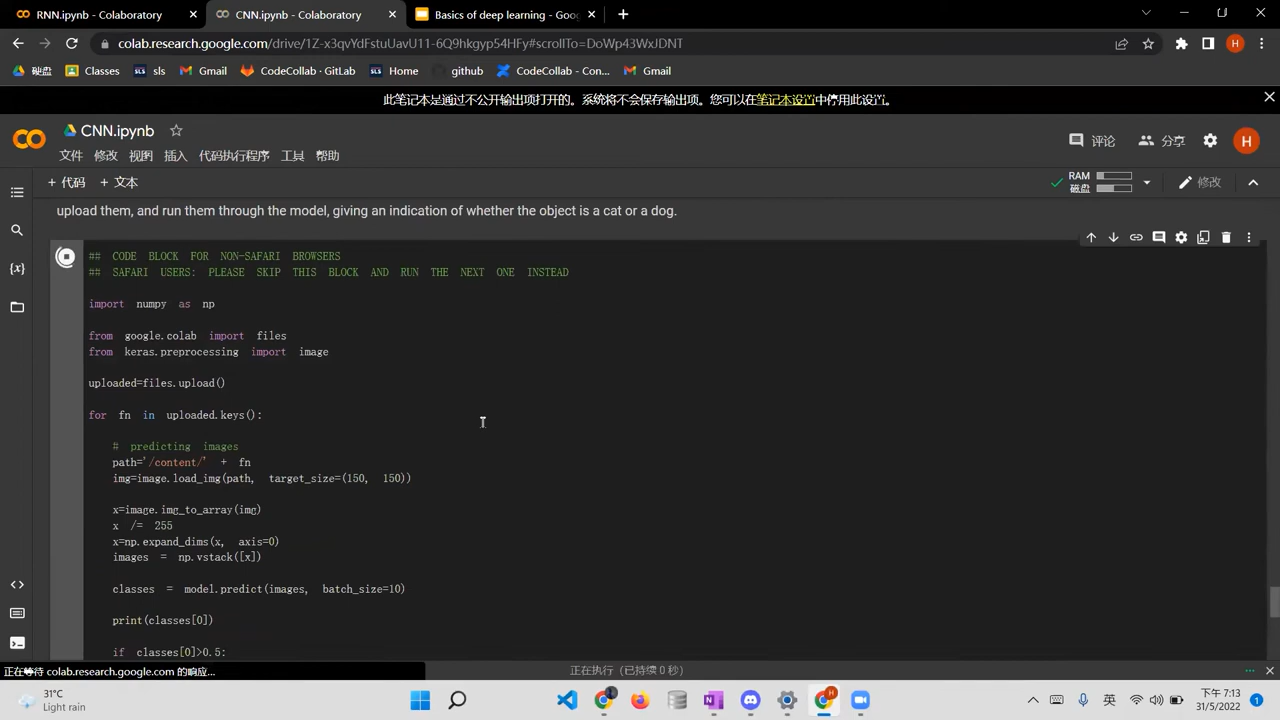 RNN.ipynb - Colaboratory
CNN.ipynb - Colaboratory
Basics of deep learning - Goo
colab.research.google.com/drive/1Z-x3qvYdFstuUavU11-6Q9hkgyp54HFy#scrollTo=DoWp43WxJDNT
H
硬盘
Classes
sls
Gmail
CodeCollab · GitLab
Home
github
CodeCollab - Con...
Gmail
此笔记本是通过不公开输出项打开的。系统将不会保存输出项。您可以在笔记本设置中停用此设置。
CNN.ipynb
评论
分享
H
文件 修改 视图 插入 代码执行程序 工具 帮助
+ 代码 + 文本
RAM
磁盘
修改
upload them, and run them through the model, giving an indication of whether the object is a cat or a dog.
## CODE BLOCK FOR NON-SAFARI BROWSERS
## SAFARI USERS: PLEASE SKIP THIS BLOCK AND RUN THE NEXT ONE INSTEAD
import numpy as np
from google.colab import files
from keras.preprocessing import image
uploaded=files.upload()
for fn in uploaded.keys():
# predicting images
path='/content/' + fn
img=image.load_img(path, target_size=(150, 150))
x=image.img_to_array(img)
x /= 255
x=np.expand_dims(x, axis=0)
images = np.vstack([x])
classes = model.predict(images, batch_size=10)
print(classes[0])
if classes[0]>0.5:
正在等待 colab.research.google.com 的响应...
正在执行 (已持续 0 秒)
31°C
Light rain
英
下午 7:13
31/5/2022
1